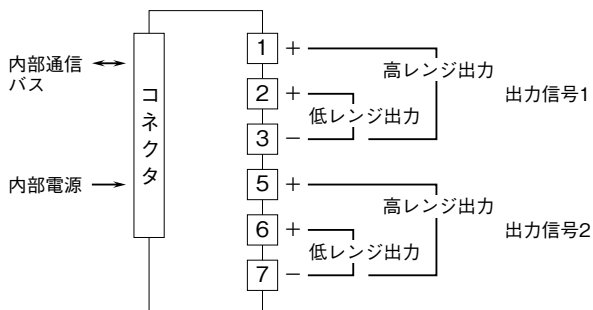 内部通信
バス
コネクタ
内部電源
1 +
高レンジ出力
2 +
低レンジ出力
3 −
出力信号1
5 +
高レンジ出力
6 +
低レンジ出力
7 −
出力信号2